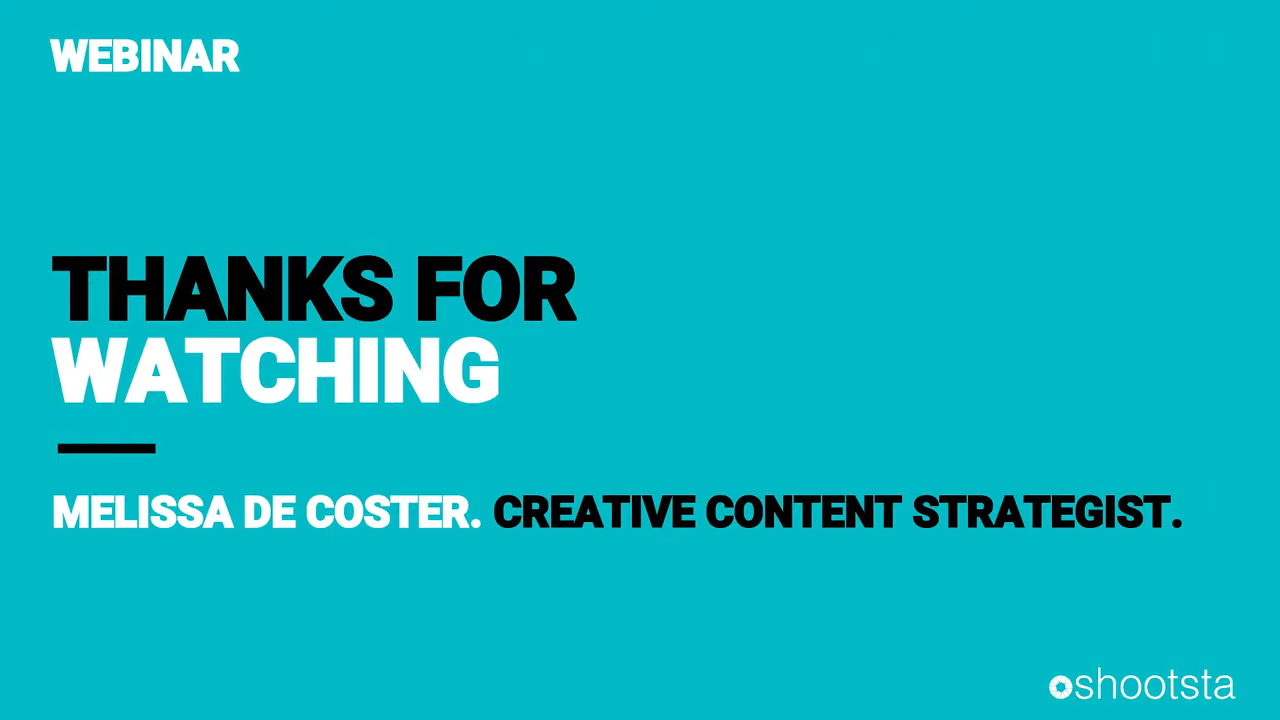 WEBINAR
THANKS FOR
WATCHING
MELISSA DE COSTER. CREATIVE CONTENT STRATEGIST.
shootsta